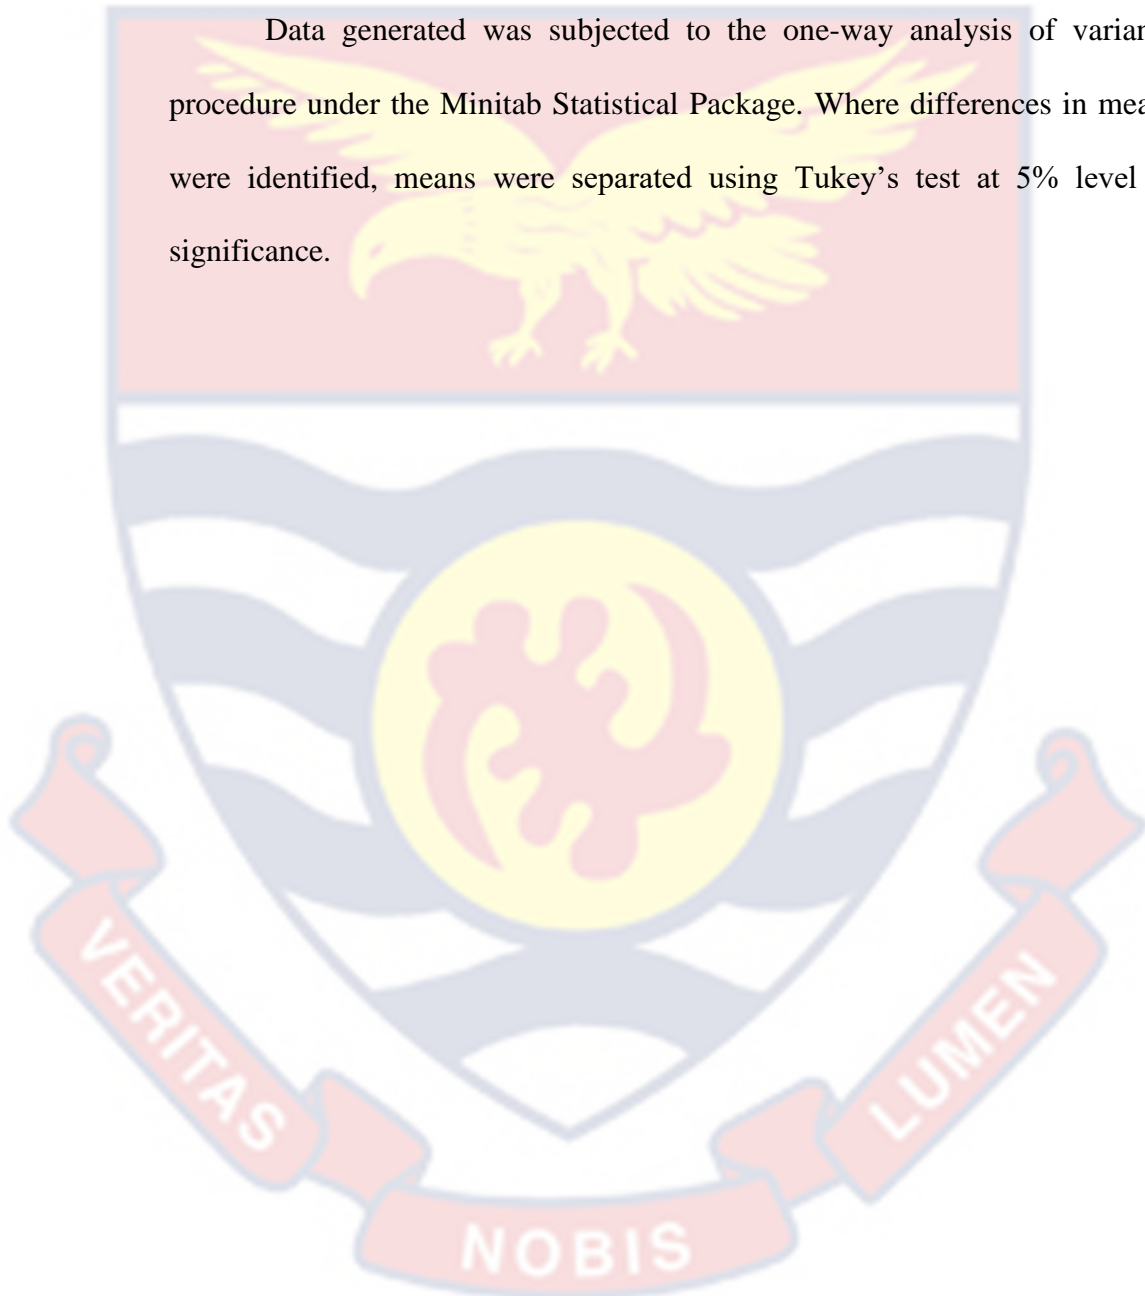 Data generated was subjected to the one-way analysis of varian
procedure under the Minitab Statistical Package. Where differences in mea
were identified, means were separated using Tukey's test at 5% level
significance.
VERITAS
NOBIS
LUMEN